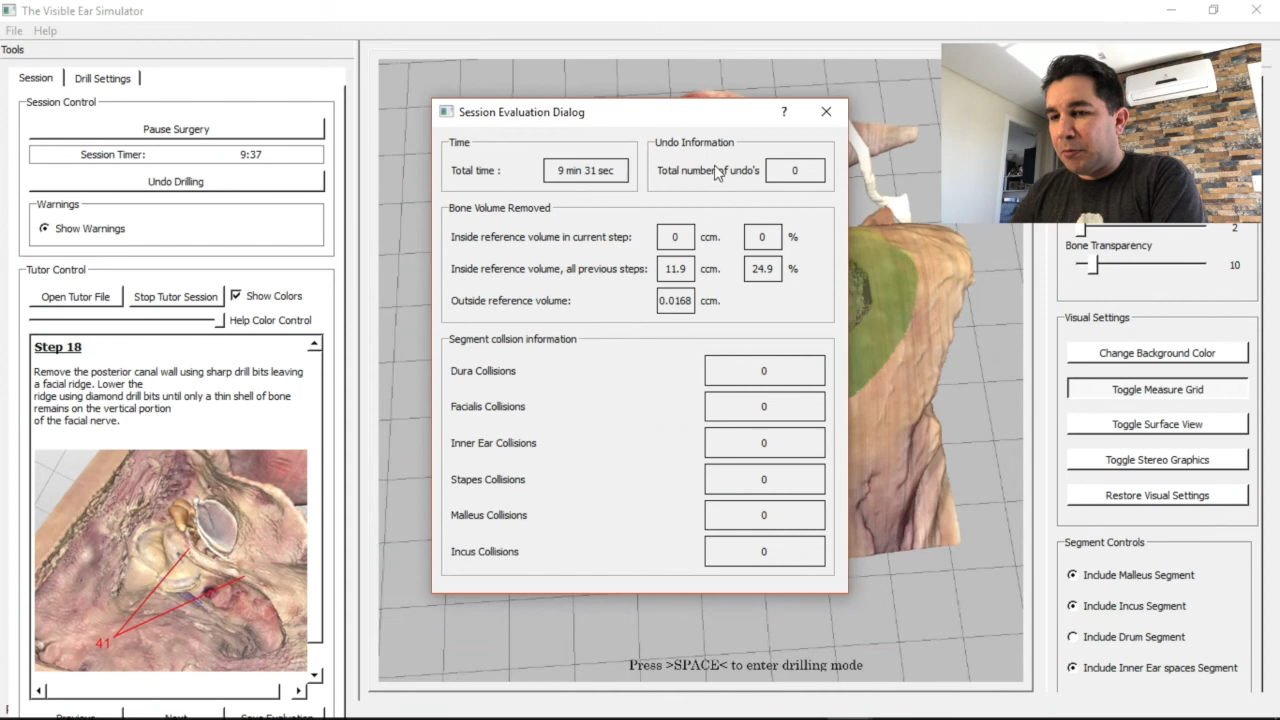 The Visible Ear Simulator
File Help
Tools
Session
Drill Settings
Session Control
Pause Surgery
Session Timer: 9:37
Undo Drilling
Warnings
Show Warnings
Tutor Control
Open Tutor File
Stop Tutor Session
Show Colors
Help Color Control
Step 18
Remove the posterior canal wall using sharp drill bits leaving
a facial ridge. Lower the
ridge using diamond drill bits until only a thin shell of bone
remains on the vertical portion
of the facial nerve.
41
Previous
Next
Save Evaluation
Session Evaluation Dialog
?
Time
Total time : 9 min 31 sec
Undo Information
Total number of undo's 0
Bone Volume Removed
Inside reference volume in current step: 0 ccm. 0 %
Inside reference volume, all previous steps: 11.9 ccm. 24.9 %
Outside reference volume: 0.0168 ccm.
Segment collsion information
Dura Collisions 0
Facialis Collisions 0
Inner Ear Collisions 0
Stapes Collisions 0
Malleus Collisions 0
Incus Collisions 0
Press >SPACE< to enter drilling mode
2
Bone Transparency
10
Visual Settings
Change Background Color
Toggle Measure Grid
Toggle Surface View
Toggle Stereo Graphics
Restore Visual Settings
Segment Controls
Include Malleus Segment
Include Incus Segment
Include Drum Segment
Include Inner Ear spaces Segment